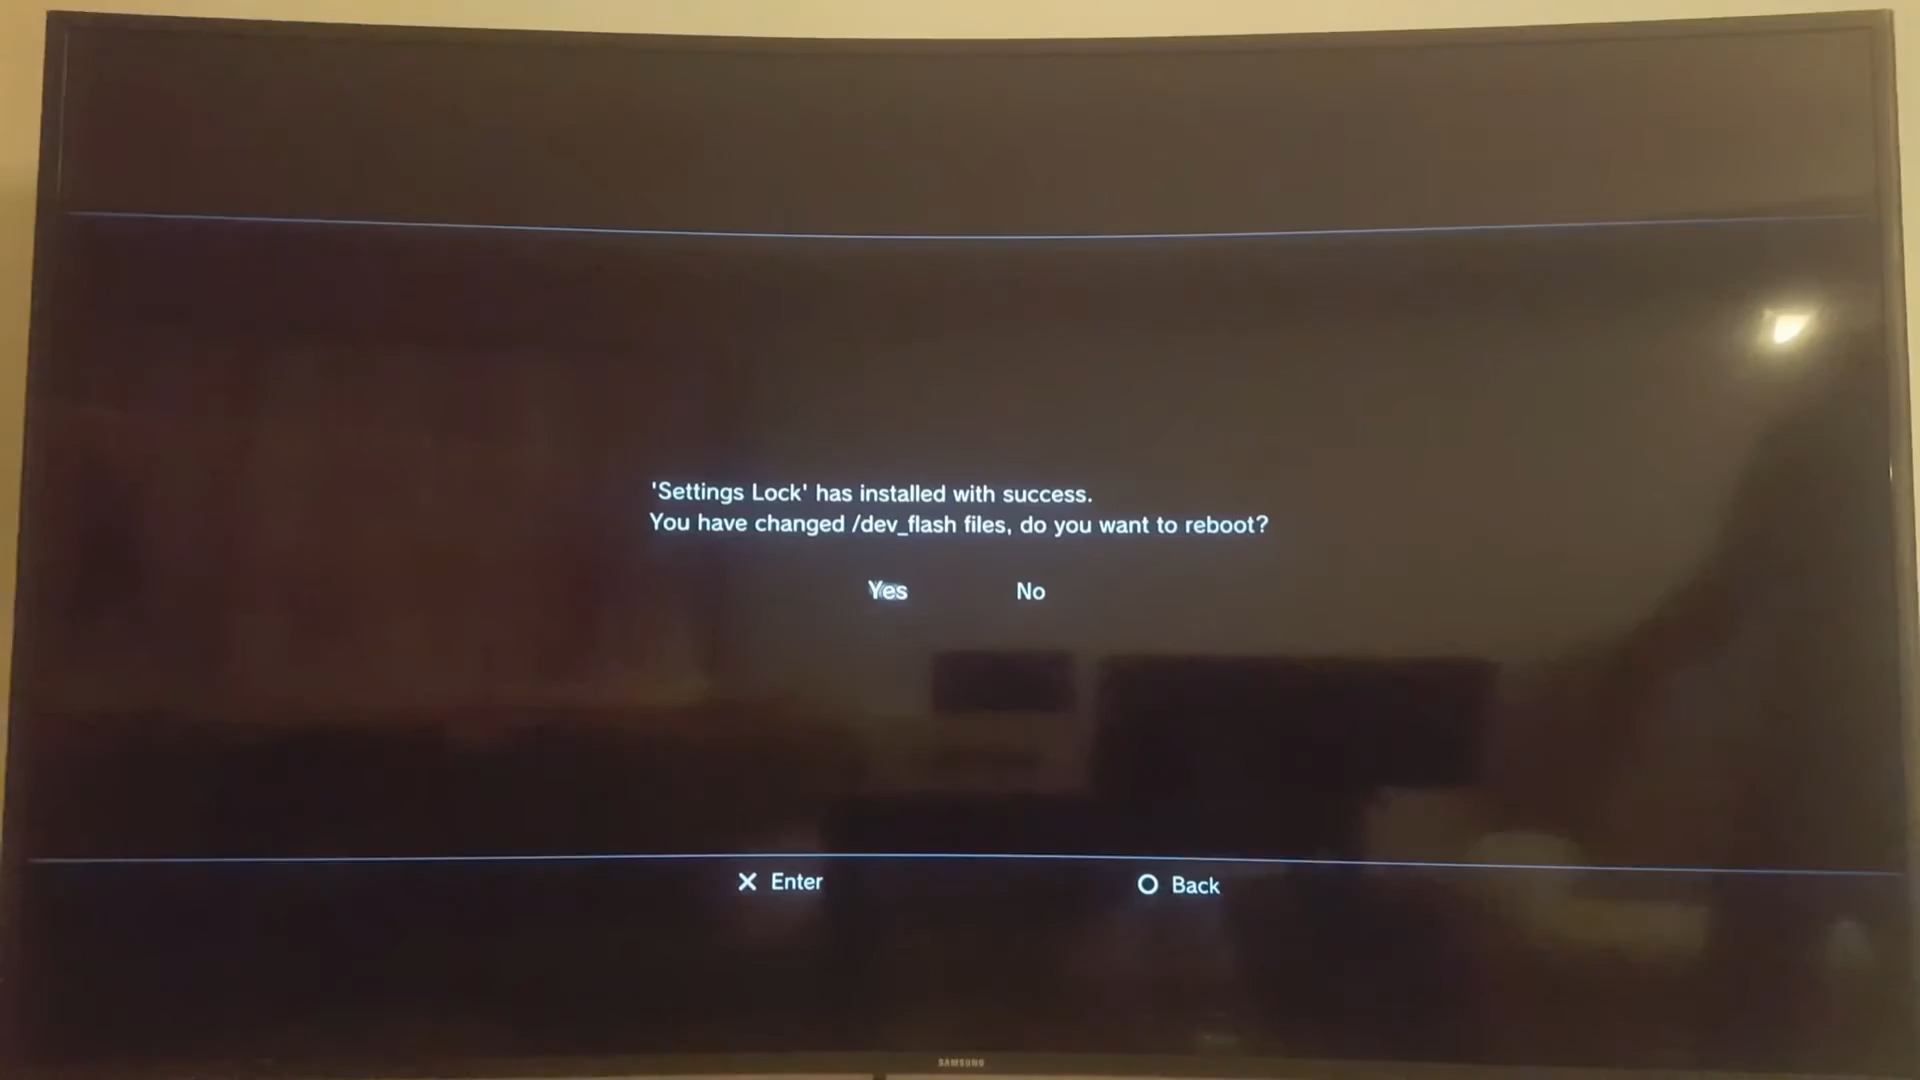 'Settings Lock' has installed with success.
You have changed /dev_flash files, do you want to reboot?
Yes No
Enter Back
SAMSUNG